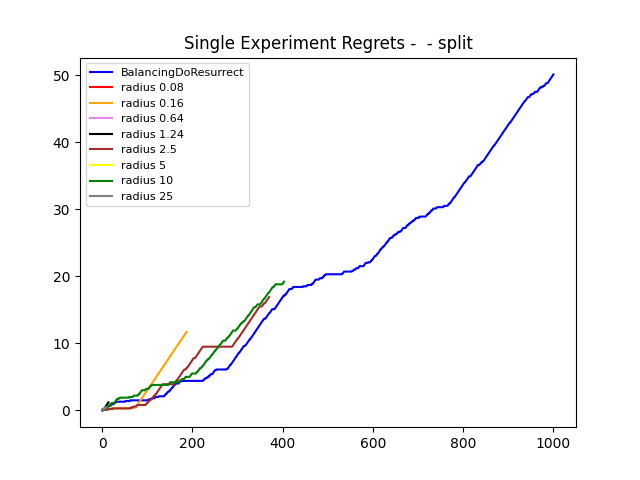 Single Experiment Regrets -  - split
BalancingDoResurrect
radius 0.08
radius 0.16
radius 0.64
radius 1.24
radius 2.5
radius 5
radius 10
radius 25
50
40
30
20
10
0
0 200 400 600 800 1000